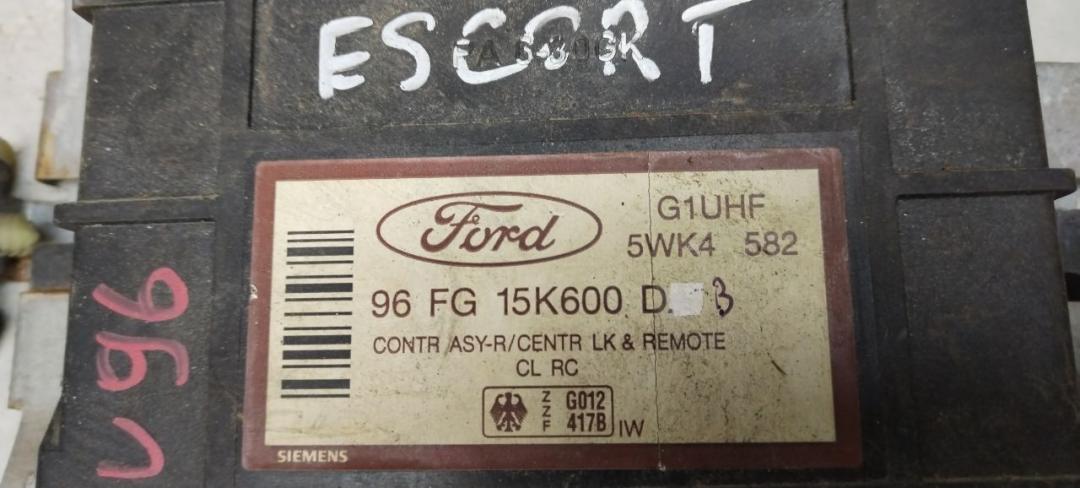 ESCORT
Ford
G1UHF
5WK4 582
96 FG 15K600 D. B
CONTR ASY-R/CENTR LK & REMOTE
CL RC
Z Z F
G012
417B
IW
SIEMENS
V96